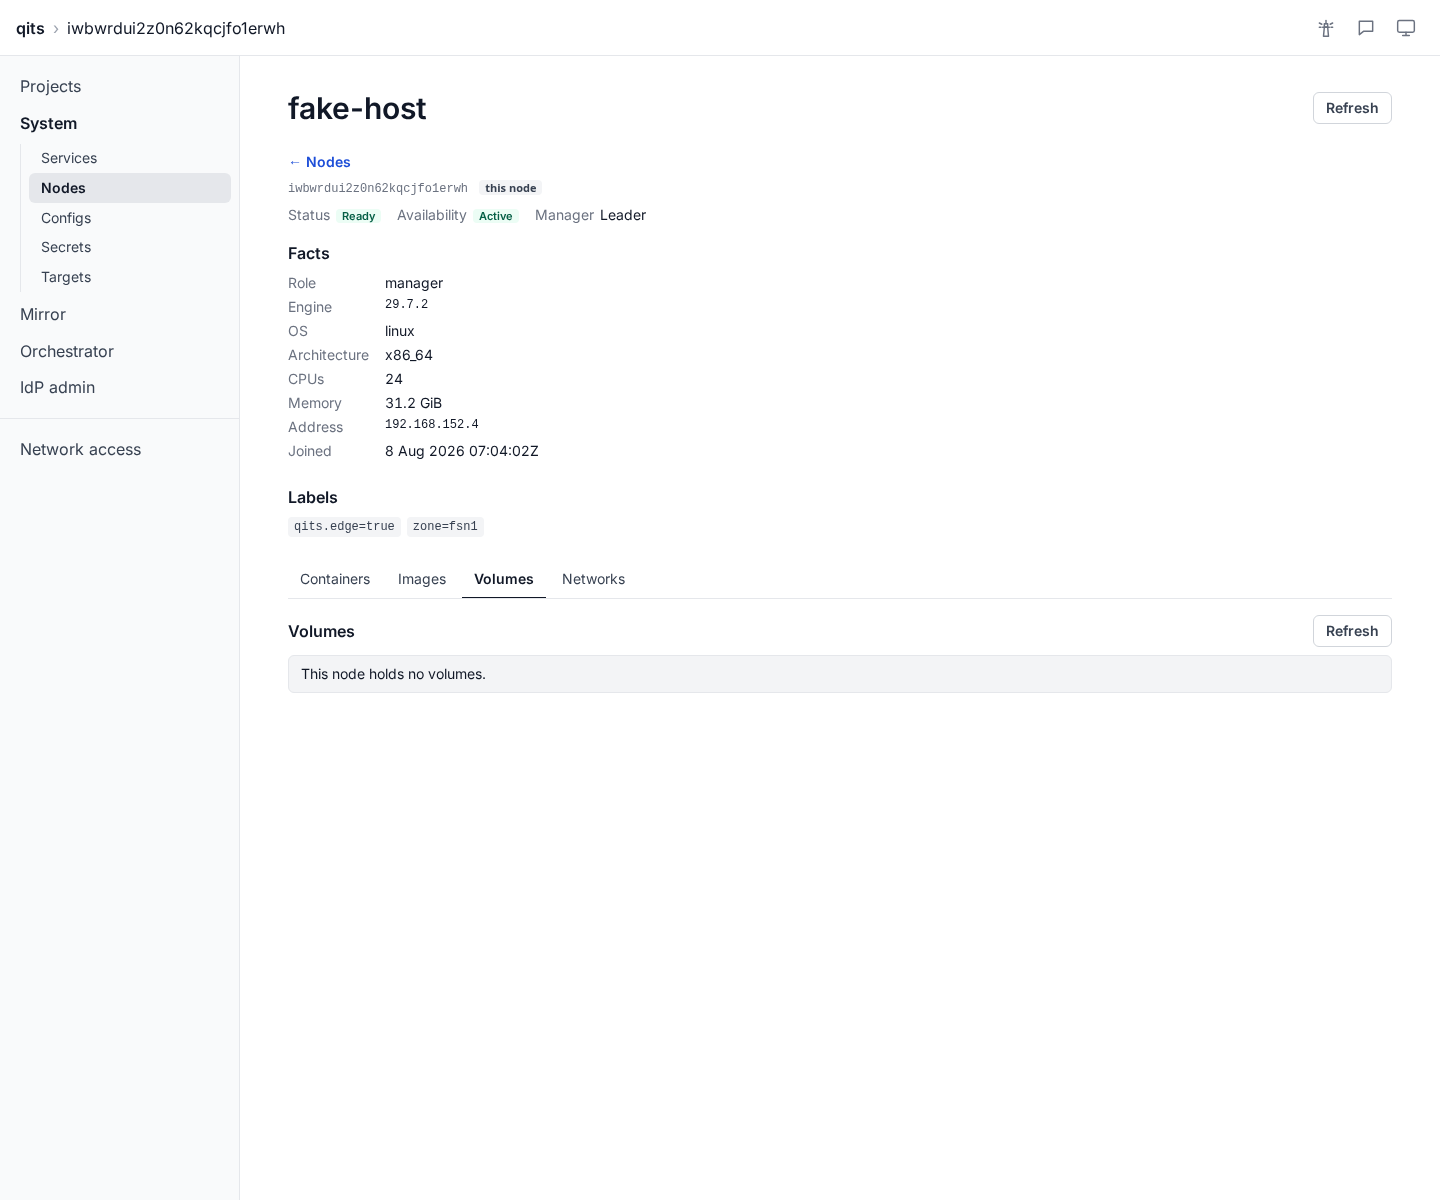 qits › iwbwrdui2z0n62kqcjfo1erwh
Projects
System
Services
Nodes
Configs
Secrets
Targets
Mirror
Orchestrator
IdP admin
Network access
fake-host
Refresh
← Nodes
iwbwrdui2z0n62kqcjfo1erwh this node
Status Ready Availability Active Manager Leader
Facts
Role manager
Engine 29.7.2
OS linux
Architecture x86_64
CPUs 24
Memory 31.2 GiB
Address 192.168.152.4
Joined 8 Aug 2026 07:04:02Z
Labels
qits.edge=true zone=fsn1
Containers Images Volumes Networks
Volumes
Refresh
This node holds no volumes.